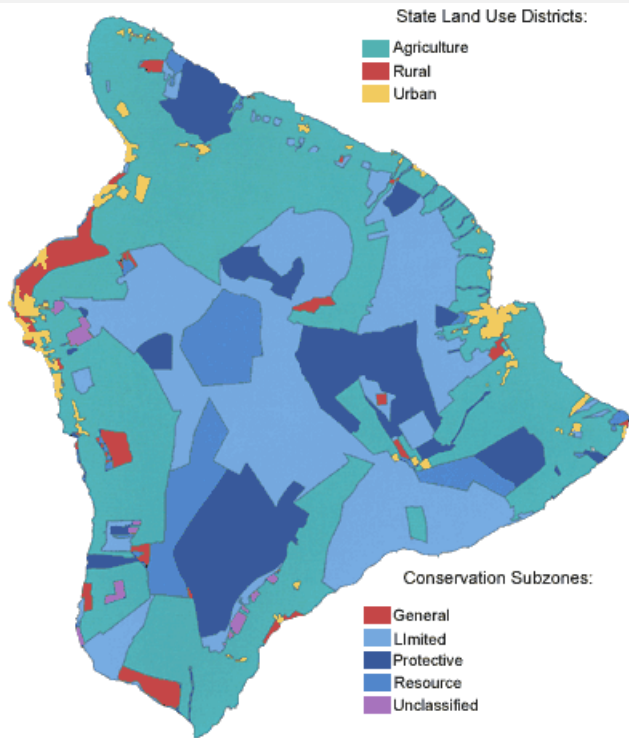 State Land Use Districts:
Agriculture
Rural
Urban
Conservation Subzones:
General
LImited
Protective
Resource
Unclassified